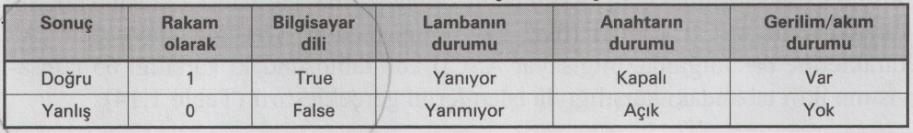 Sonuç Rakam olarak Bilgisayar dili Lambanın durumu Anahtarın durumu Gerilim/akım durumu
Doğru 1 True Yanıyor Kapalı Var
Yanlış 0 False Yanmıyor Açık Yok